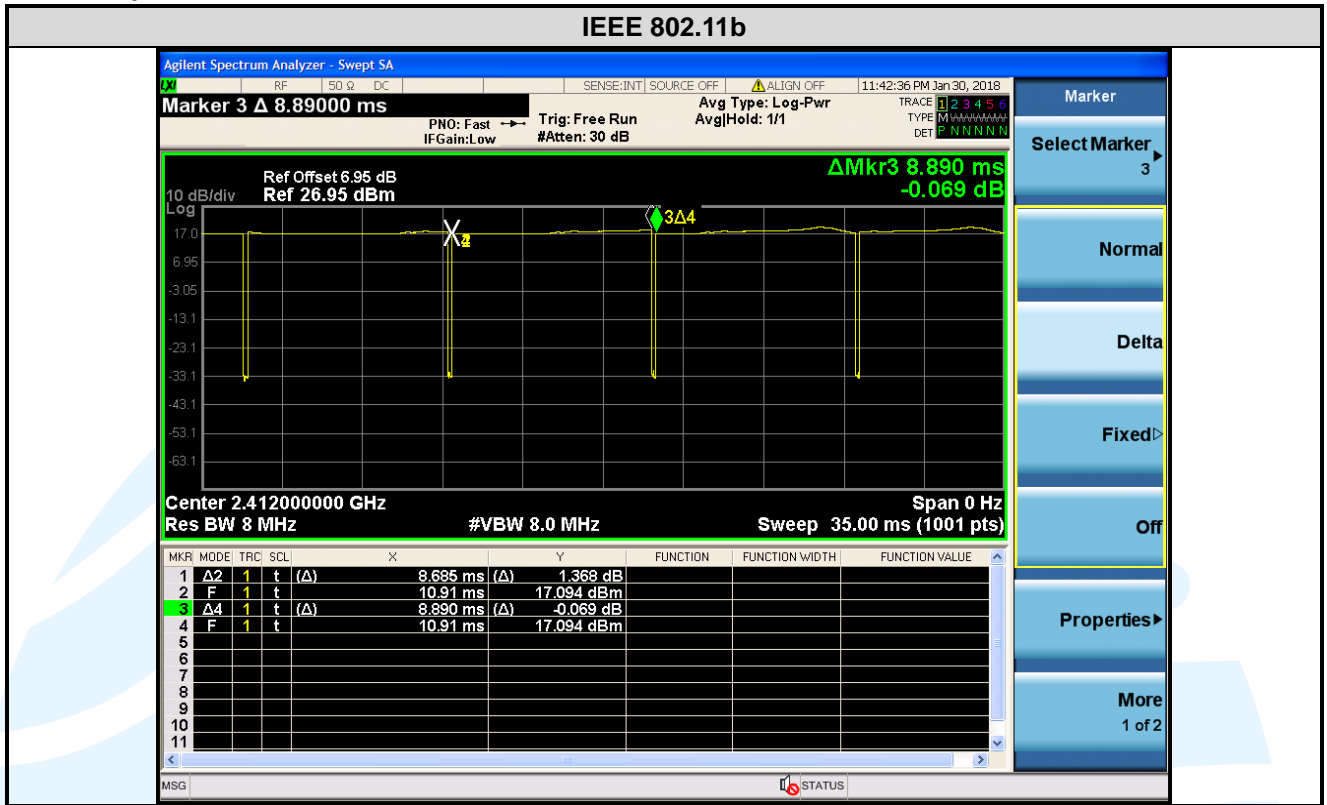 IEEE 802.11b
Agilent Spectrum Analyzer - Swept SA
LXI RF 50 Ω DC SENSE:INT SOURCE OFF ALIGN OFF 11:42:36 PM Jan 30, 2018
Marker 3 Δ 8.89000 ms
PNO: Fast
IFGain:Low
Trig: Free Run
#Atten: 30 dB
Avg Type: Log-Pwr
Avg|Hold: 1/1
TRACE 1 2 3 4 5 6
TYPE M
DET P N N N N N
Ref Offset 6.95 dB
10 dB/div Ref 26.95 dBm
Log
ΔMkr3 8.890 ms
-0.069 dB
3Δ4
17.0
6.95
-3.05
-13.1
-23.1
-33.1
-43.1
-53.1
-63.1
Center 2.412000000 GHz Span 0 Hz
Res BW 8 MHz #VBW 8.0 MHz Sweep 35.00 ms (1001 pts)
MKR MODE TRC SCL X Y FUNCTION FUNCTION WIDTH FUNCTION VALUE
1 Δ2 1 t (Δ) 8.685 ms (Δ) 1.368 dB
2 F 1 t 10.91 ms 17.094 dBm
3 Δ4 1 t (Δ) 8.890 ms (Δ) -0.069 dB
4 F 1 t 10.91 ms 17.094 dBm
5
6
7
8
9
10
11
MSG STATUS
Marker
Select Marker
3
Normal
Delta
Fixed
Off
Properties
More
1 of 2